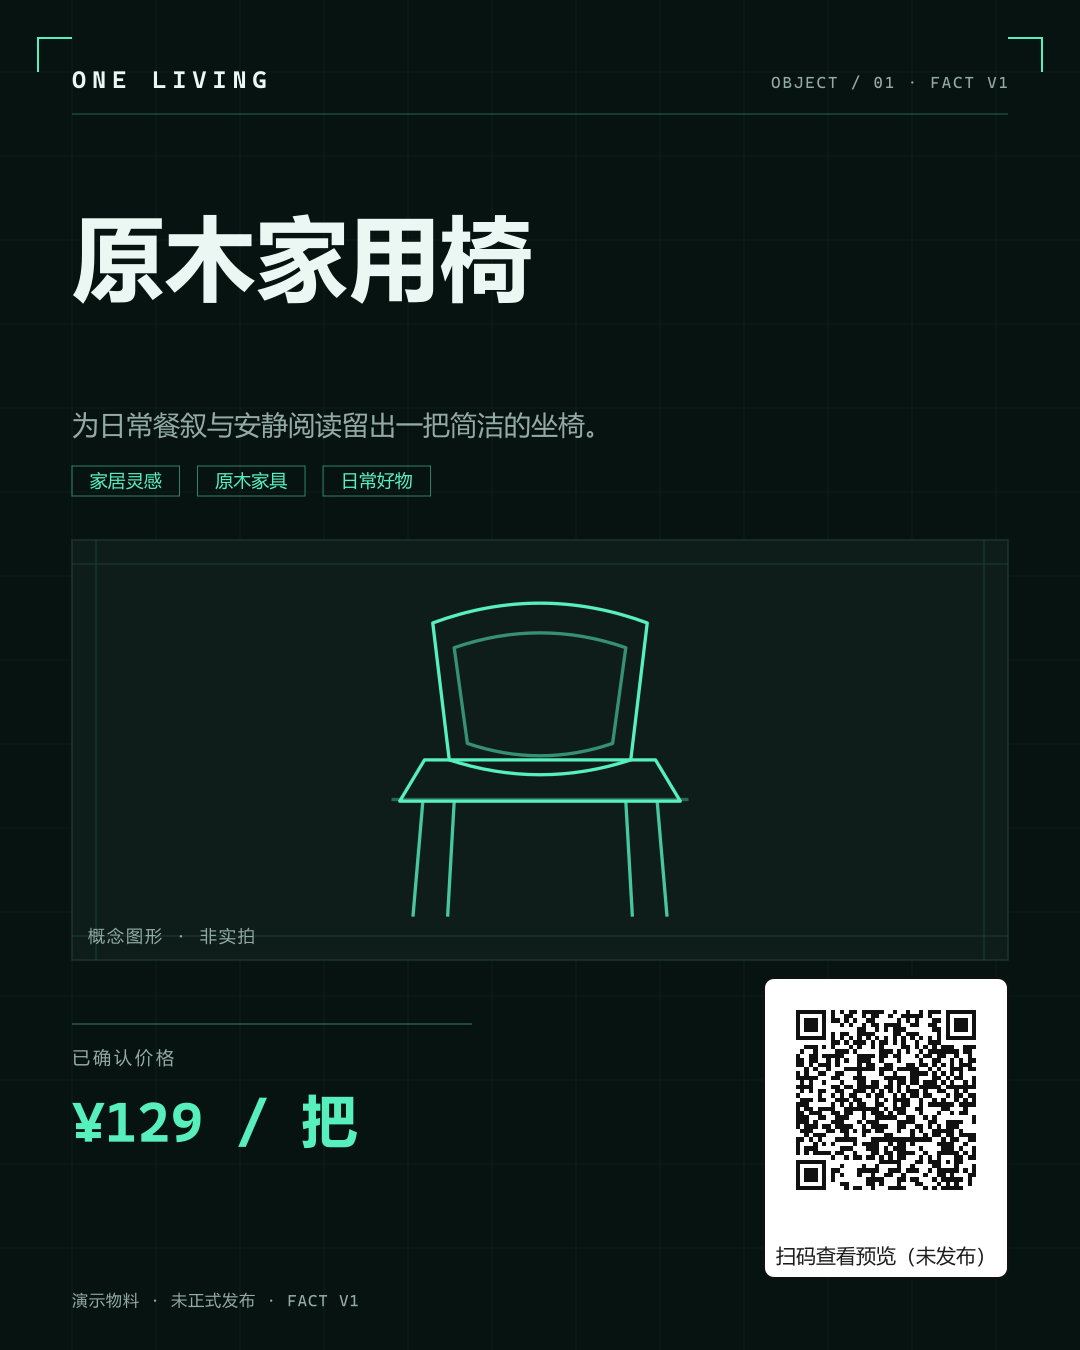 ONE LIVING
OBJECT / 01 · FACT V1
原木家用椅
为日常餐叙与安静阅读留出一把简洁的坐椅。
家居灵感
原木家具
日常好物
概念图形 · 非实拍
已确认价格
¥129 / 把
扫码查看预览（未发布）
演示物料 · 未正式发布 · FACT V1